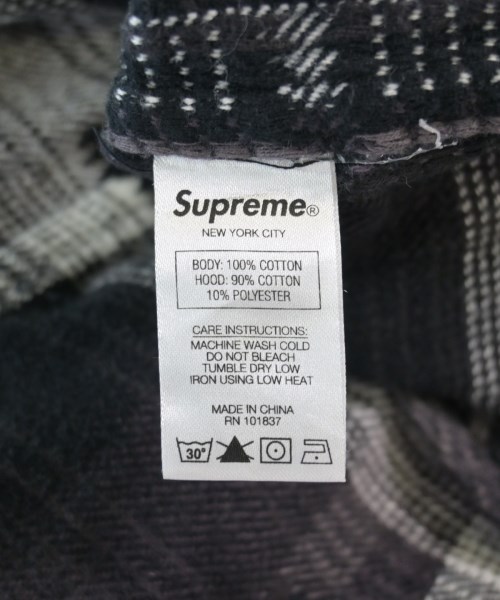 Supreme®
NEW YORK CITY
BODY: 100% COTTON
HOOD: 90% COTTON
10% POLYESTER
CARE INSTRUCTIONS:
MACHINE WASH COLD
DO NOT BLEACH
TUMBLE DRY LOW
IRON USING LOW HEAT
MADE IN CHINA
RN 101837
30°